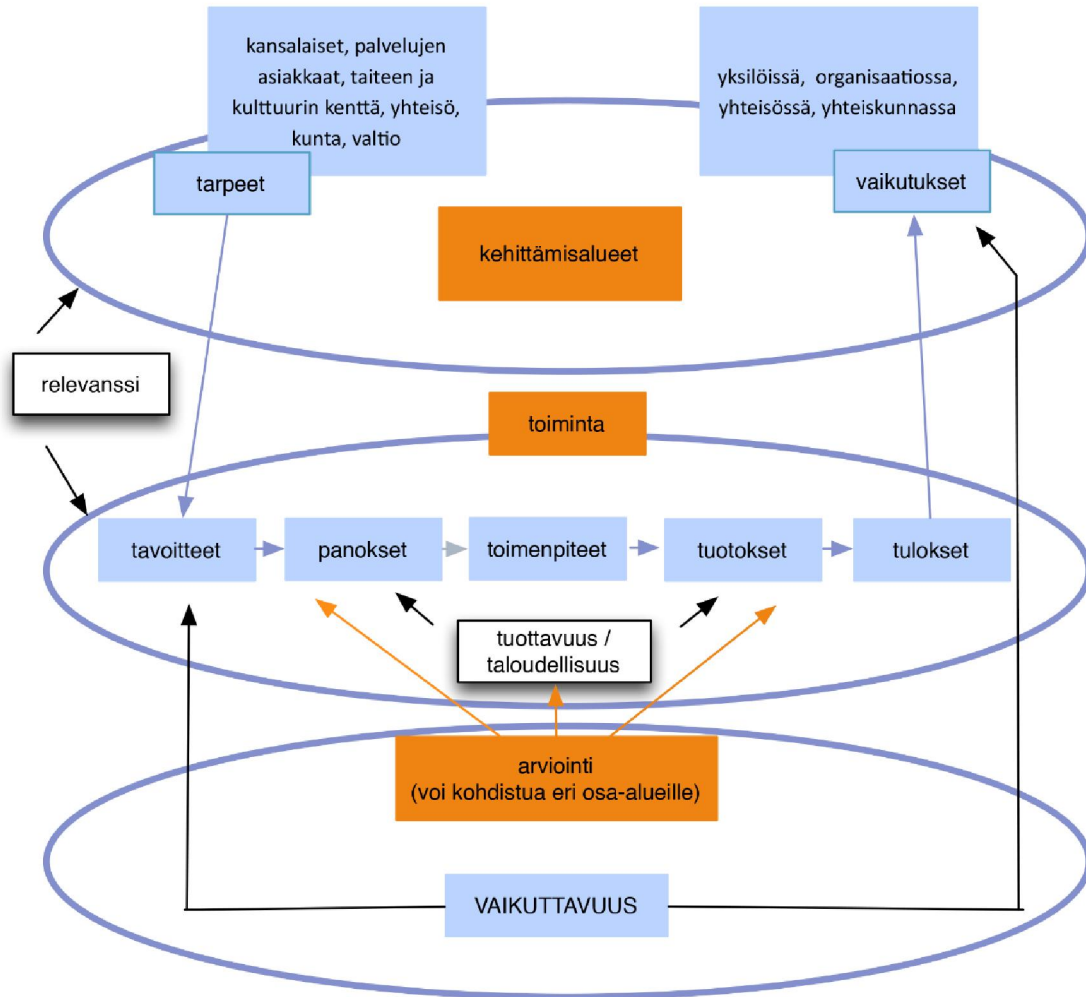 kansalaiset, palvelujen
asiakkaat, taiteen ja
kulttuurin kenttä, yhteisö,
kunta, valtio
yksilöissä, organisaatiossa,
yhteisössä, yhteiskunnassa
tarpeet
vaikutukset
kehittämisalueet
relevanssi
toiminta
tavoitteet
panokset
toimenpiteet
tuotokset
tulokset
tuottavuus /
taloudellisuus
arviointi
(voi kohdistua eri osa-alueille)
VAIKUTTAVUUS